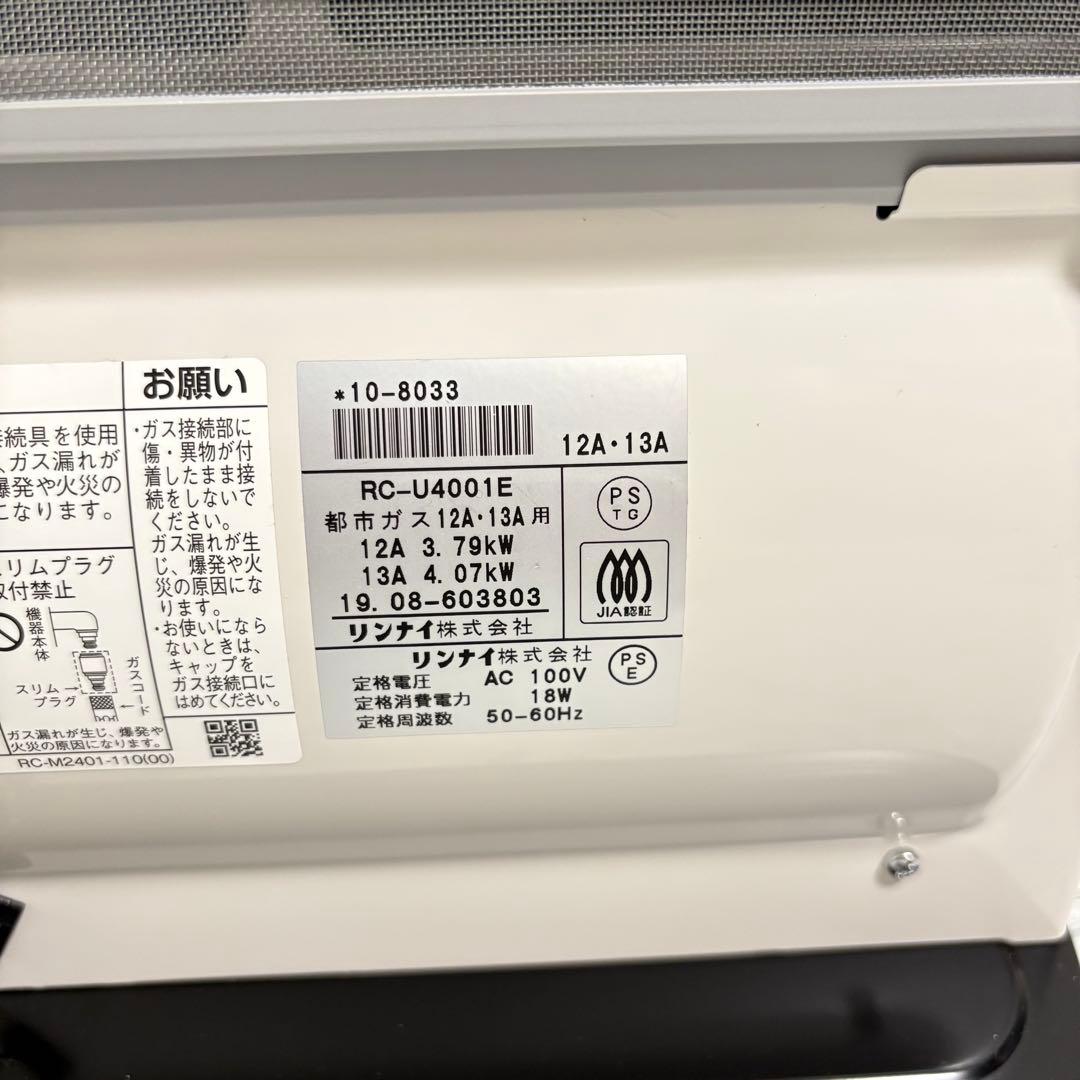 接続具を使用
、ガス漏れが
爆発や火災の
になります。
スリムプラグ
取付禁止
機器本体
ガスコード
スリム
プラグ
ガス漏れが生じ、爆発や
火災の原因になります。
お願い
・ガス接続部に
傷・異物が付
着したまま接
続をしないで
ください。
ガス漏れが生
じ、爆発や火
災の原因にな
ります。
・お使いになら
ないときは、
キャップを
ガス接続口に
はめてください。
RC-M2401-110(00)
*10-8033
12A・13A
RC-U4001E
都市ガス12A・13A用
12A 3.79kW
13A 4.07kW
19.08-603803
リンナイ株式会社
PS
TG
JIA認証
リンナイ株式会社
PS
E
定格電圧 AC 100V
定格消費電力 18W
定格周波数 50-60Hz